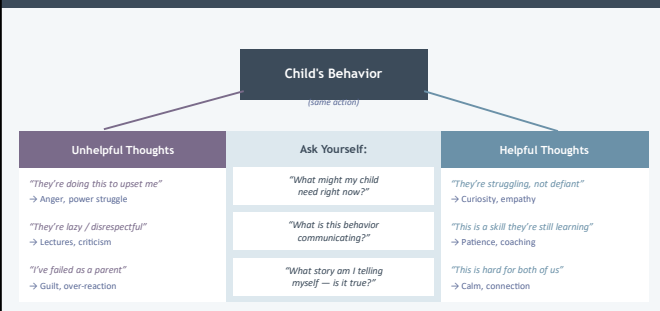 Child's Behavior
(same action)
Unhelpful Thoughts
"They're doing this to upset me"
→ Anger, power struggle
"They're lazy / disrespectful"
→ Lectures, criticism
"I've failed as a parent"
→ Guilt, over-reaction
Ask Yourself:
"What might my child
need right now?"
"What is this behavior
communicating?"
"What story am I telling
myself — is it true?"
Helpful Thoughts
"They're struggling, not defiant"
→ Curiosity, empathy
"This is a skill they're still learning"
→ Patience, coaching
"This is hard for both of us"
→ Calm, connection